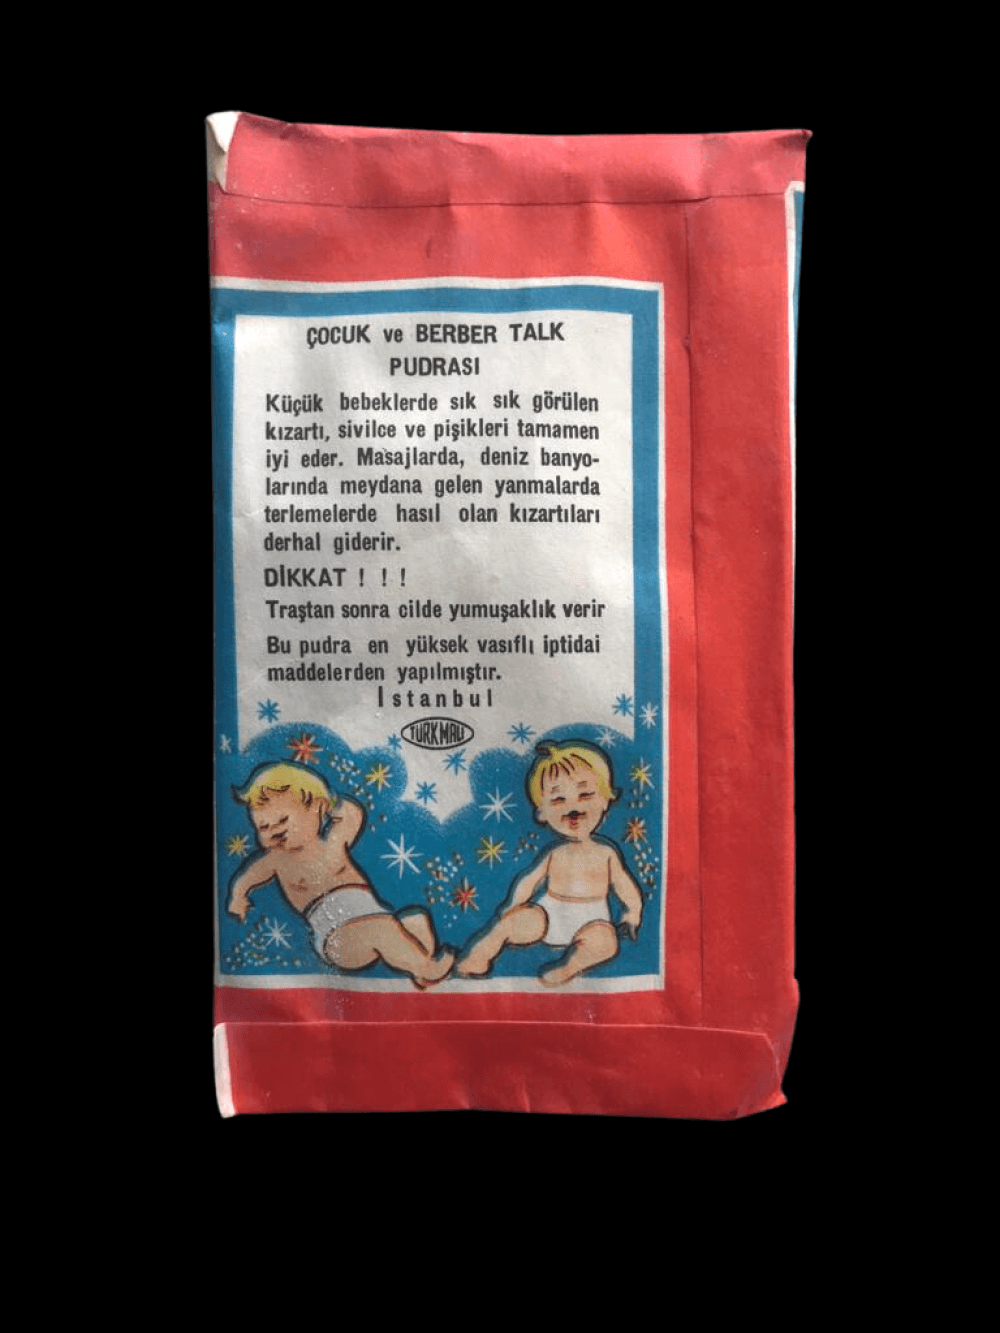 ÇOCUK ve BERBER TALK
PUDRASI
Küçük bebeklerde sık sık görülen
kızartı, sivilce ve pişikleri tamamen
iyi eder. Masajlarda, deniz banyo-
larında meydana gelen yanmalarda
terlemelerde hasıl olan kızartıları
derhal giderir.
DİKKAT ! ! !
Traştan sonra cilde yumuşaklık verir
Bu pudra en yüksek vasıflı iptidai
maddelerden yapılmıştır.
İstanbul
TÜRK MALI